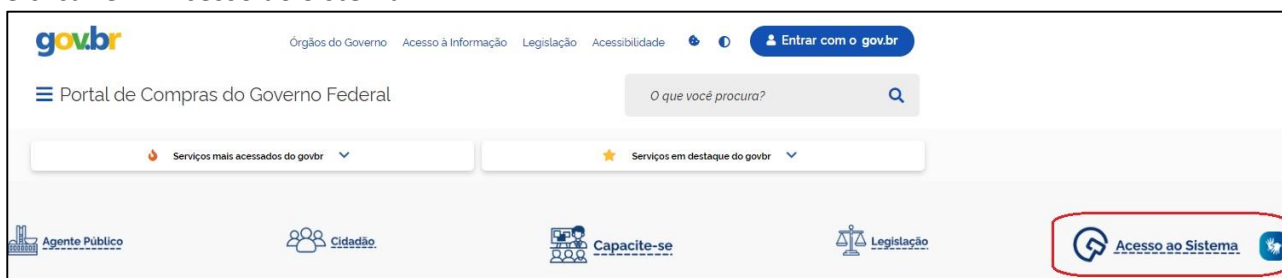 gov.br Órgãos do Governo Acesso à Informação Legislação Acessibilidade Entrar com o gov.br
Portal de Compras do Governo Federal O que você procura?
Serviços mais acessados do govbr Serviços em destaque do govbr
Agente Público Cidadão Capacite-se Legislação Acesso ao Sistema